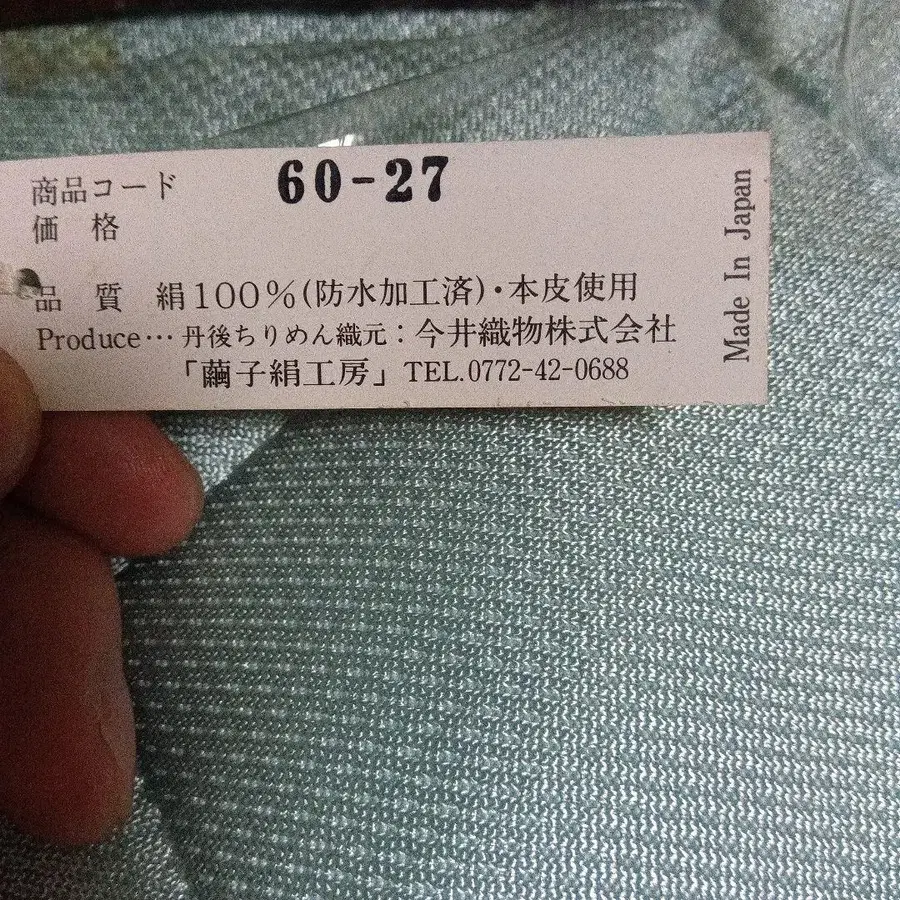 商品コード 60-27
価格
品質 絹100%(防水加工済)・本皮使用
Produce… 丹後ちりめん織元：今井織物株式会社
「繭子絹工房」TEL.0772-42-0688
Made In Japan